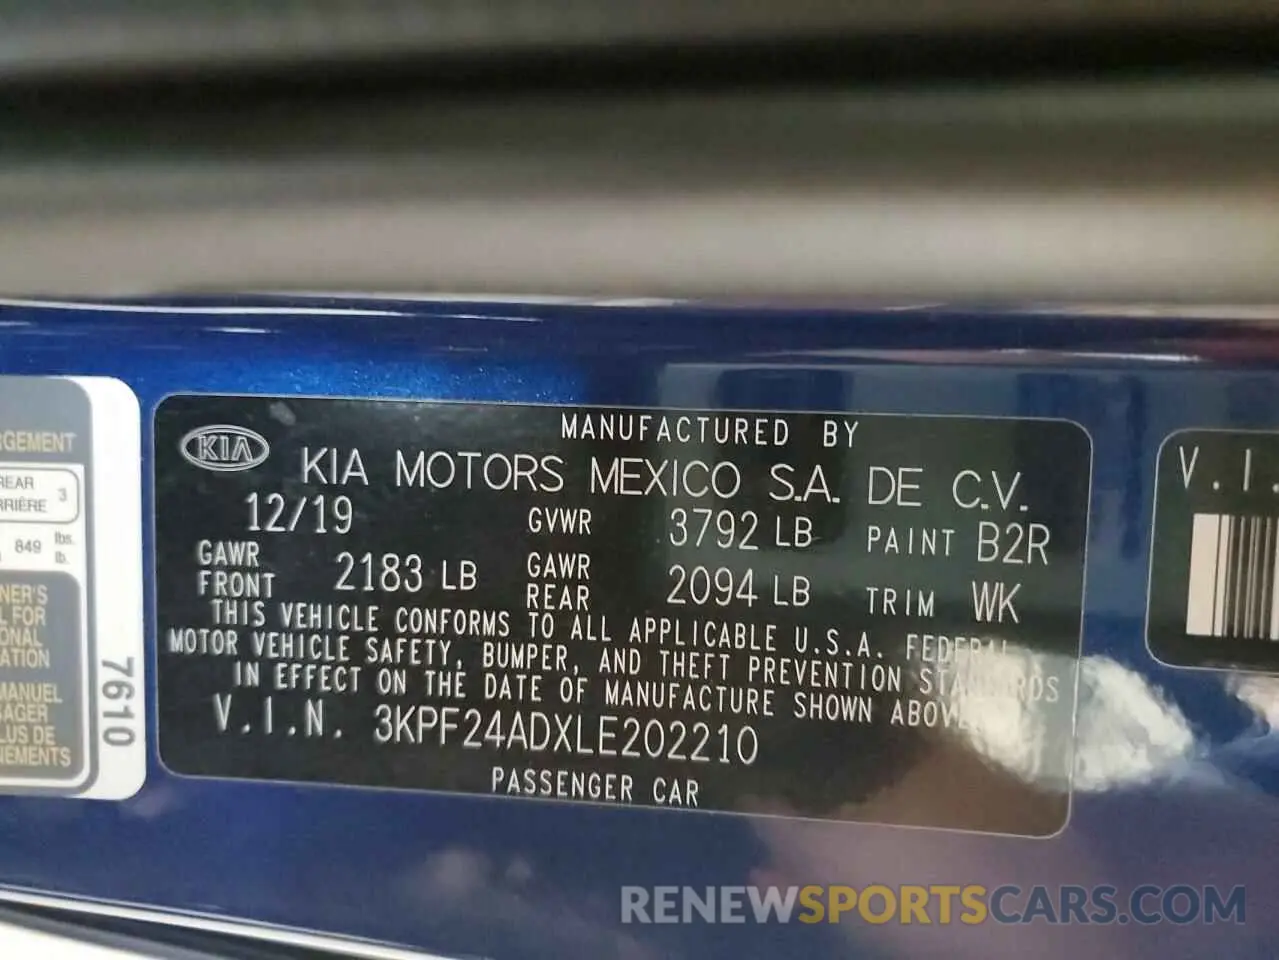 MANUFACTURED BY
KIA KIA MOTORS MEXICO S.A. DE C.V.
12/19 GVWR 3792 LB PAINT B2R
GAWR FRONT 2183 LB GAWR REAR 2094 LB TRIM WK
THIS VEHICLE CONFORMS TO ALL APPLICABLE U.S.A. FEDERAL
MOTOR VEHICLE SAFETY, BUMPER, AND THEFT PREVENTION STANDARDS
IN EFFECT ON THE DATE OF MANUFACTURE SHOWN ABOVE
V.I.N. 3KPF24ADXLE202210
PASSENGER CAR
REAR 3
849 lbs.
lb.
7610
V.I.
RENEWSPORTSCARS.COM